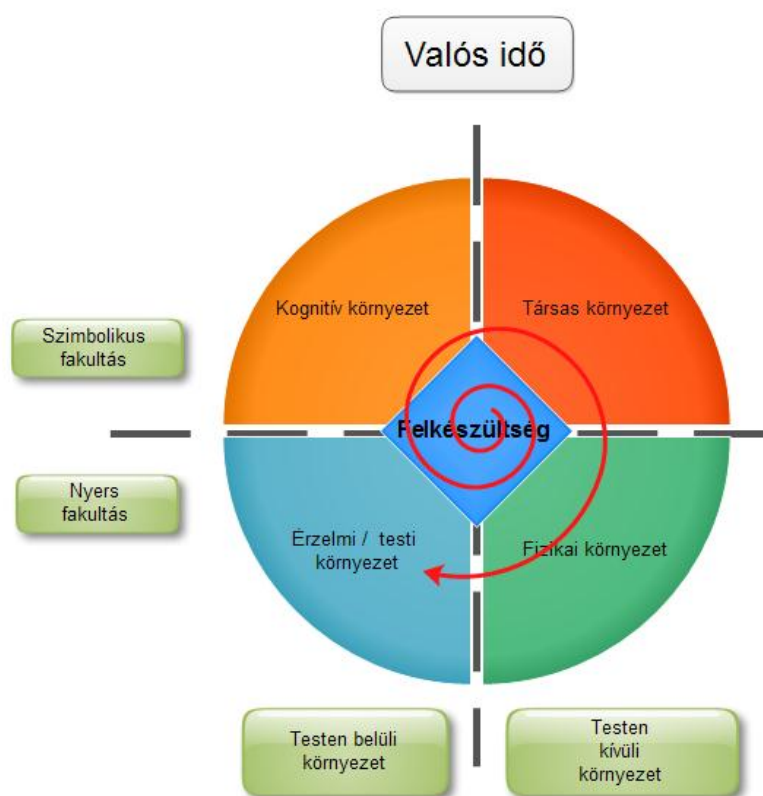 Valós idő
Kognitív környezet
Társas környezet
Szimbolikus
fakultás
Felkészültség
Nyers
fakultás
Érzelmi / testi
környezet
Fizikai környezet
Testen belüli
környezet
Testen
kívüli
környezet